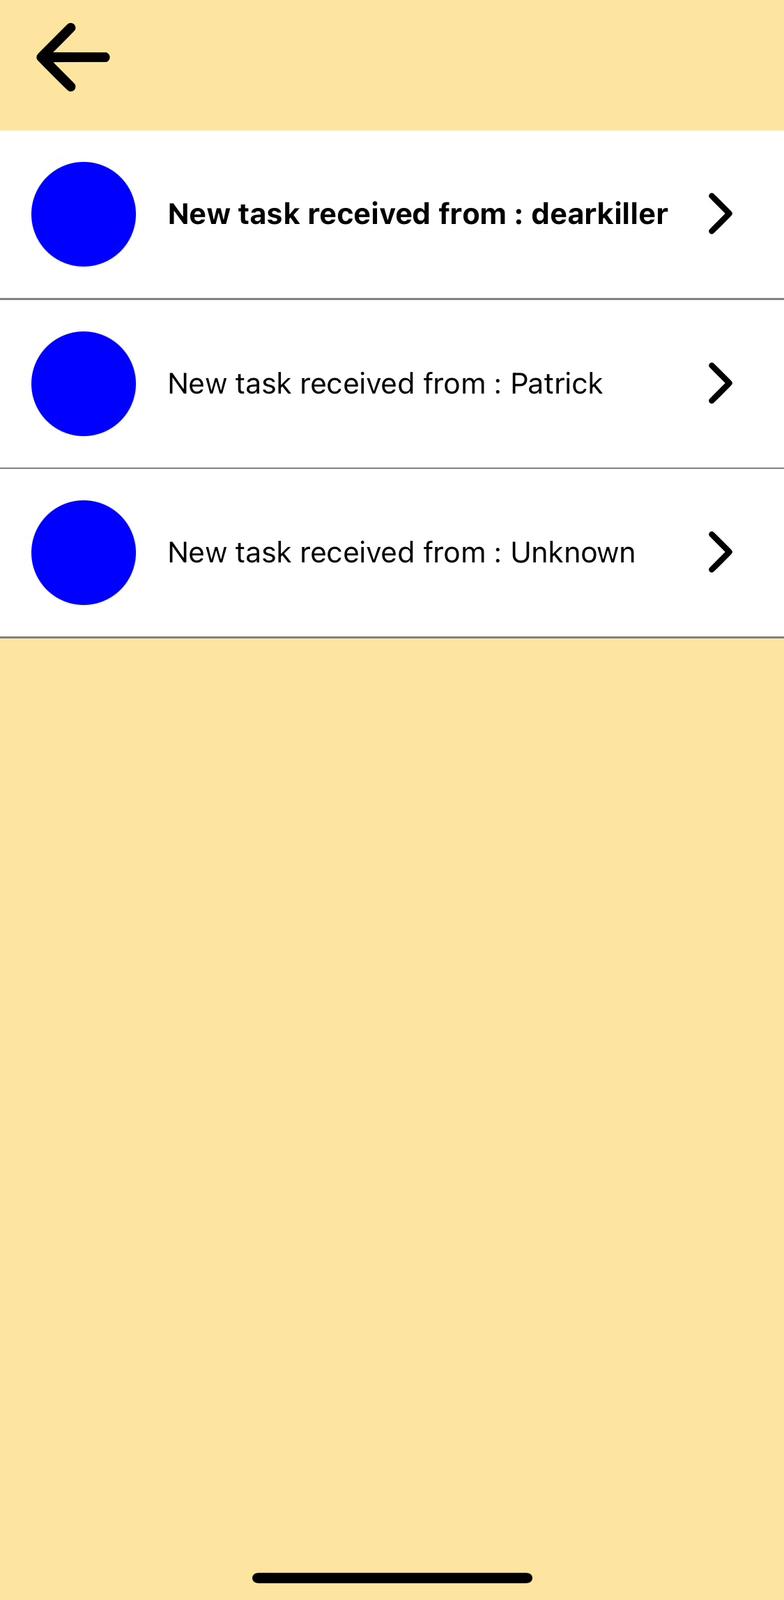 New task received from : dearkiller
New task received from : Patrick
New task received from : Unknown